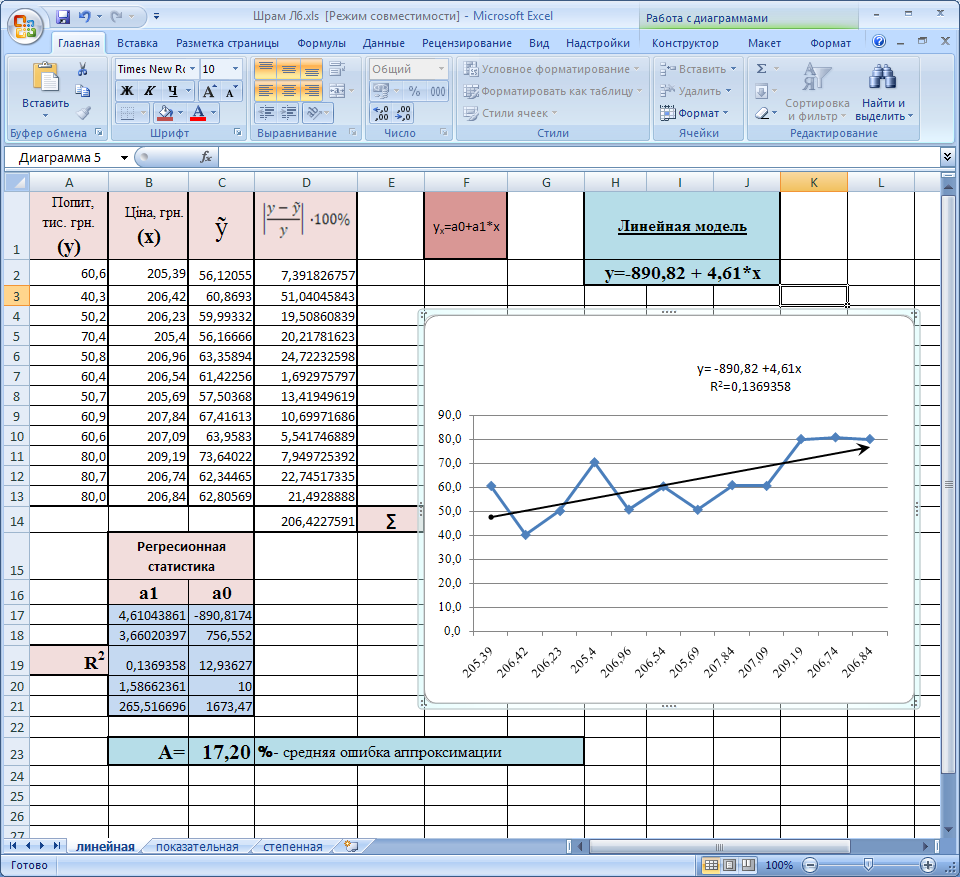 Шрам Лб.xls [Режим совместимости] - Microsoft Excel
Работа с диаграммами
Главная Вставка Разметка страницы Формулы Данные Рецензирование Вид Надстройки Конструктор Макет Формат
Times New Ro 10 Общий Условное форматирование Вставить Σ
Вставить Ж К Ч А А % 000 Форматировать как таблицу Удалить Сортировка и фильтр Найти и выделить
Стили ячеек Формат
Буфер обмена Шрифт Выравнивание Число Стили Ячейки Редактирование
Диаграмма 5 fx
A B C D E F G H I J K L
1 Попит, тис. грн. (y) Ціна, грн. (x) ỹ |y − ỹ / y| ·100% yx=a0+a1*x Линейная модель
2 60,6 205,39 56,12055 7,391826757 y=-890,82 + 4,61*x
3 40,3 206,42 60,8693 51,04045843
4 50,2 206,23 59,99332 19,50860839
5 70,4 205,4 56,16666 20,21781623
6 50,8 206,96 63,35894 24,72232598
7 60,4 206,54 61,42256 1,692975797
8 50,7 205,69 57,50368 13,41949619
9 60,9 207,84 67,41613 10,69971686
10 60,6 207,09 63,9583 5,541746889
11 80,0 209,19 73,64022 7,949725392
12 80,7 206,74 62,34465 22,74517335
13 80,0 206,84 62,80569 21,4928888
14 206,4227591 Σ
15 Регресионная статистика
16 a1 a0
17 4,61043861 -890,8174
18 3,66020397 756,552
19 R² 0,1369358 12,93627
20 1,58662361 10
21 265,516696 1673,47
22
23 A= 17,20 %- средняя ошибка аппроксимации
24
25
26
27
y= -890,82 +4,61x
R²=0,1369358
90,0
80,0
70,0
60,0
50,0
40,0
30,0
20,0
10,0
0,0
205,39 206,42 206,23 205,4 206,96 206,54 205,69 207,84 207,09 209,19 206,74 206,84
линейная показательная степенная
Готово 100%